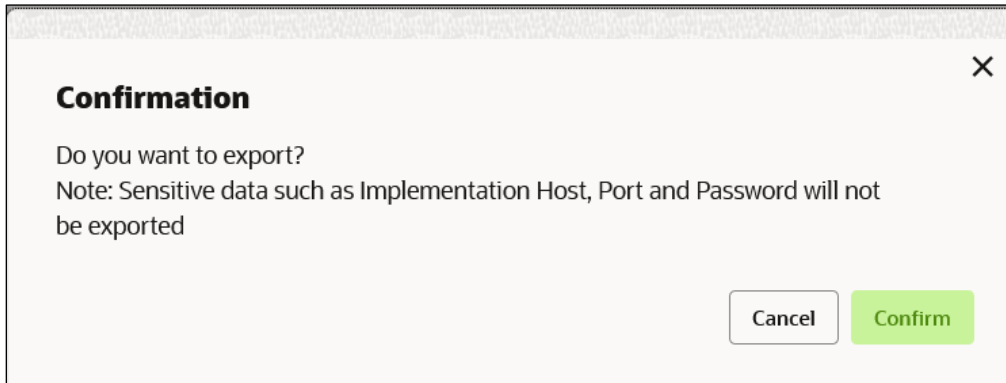 Confirmation
Do you want to export?
Note: Sensitive data such as Implementation Host, Port and Password will not
be exported
Cancel
Confirm